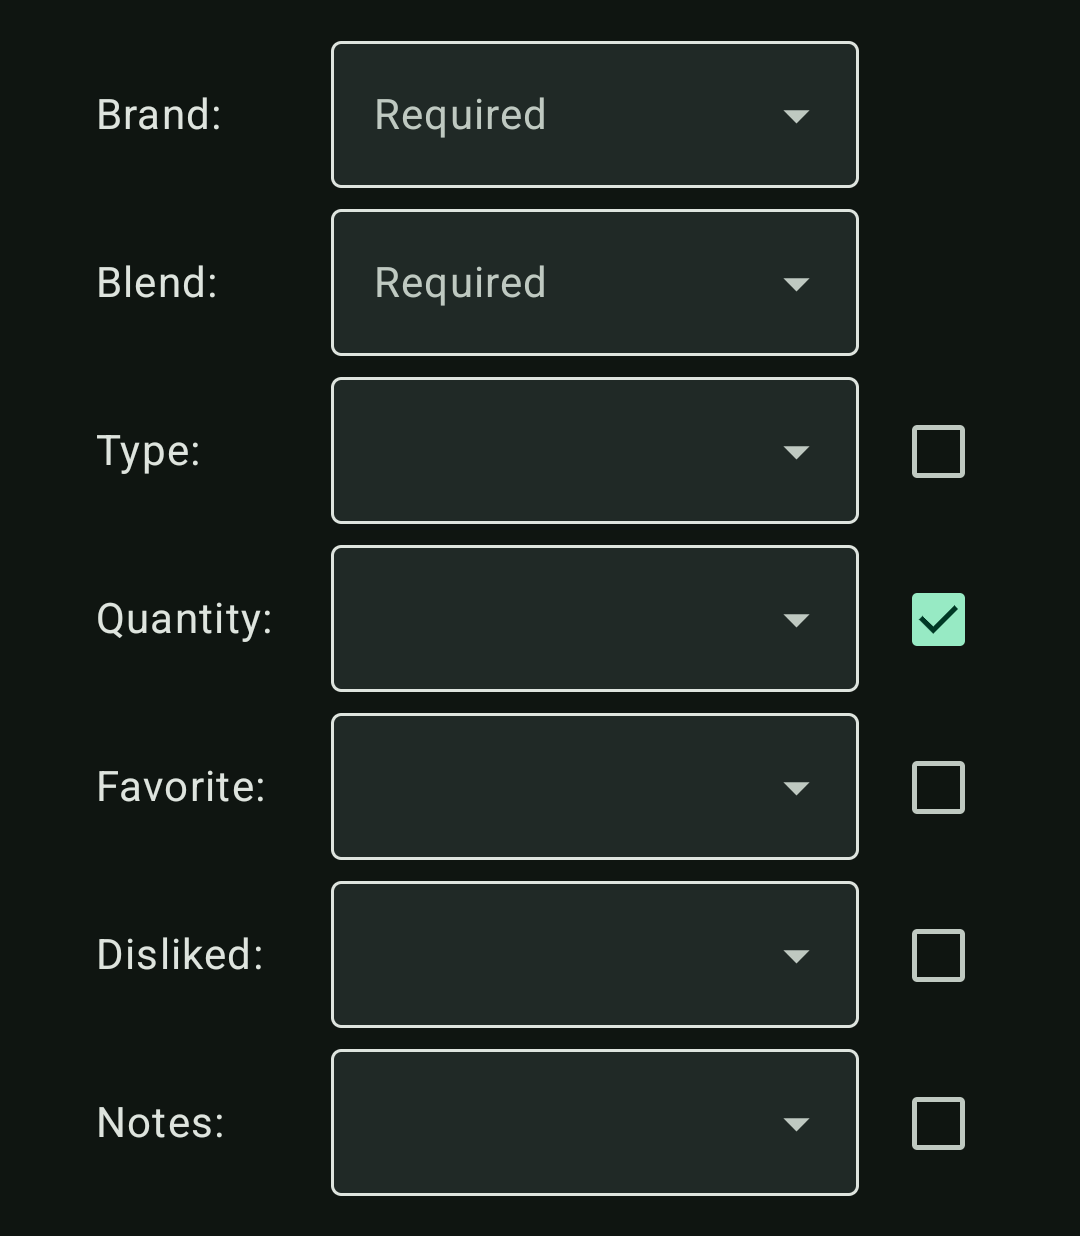 Brand: Required
Blend: Required
Type:
Quantity:
Favorite:
Disliked:
Notes: